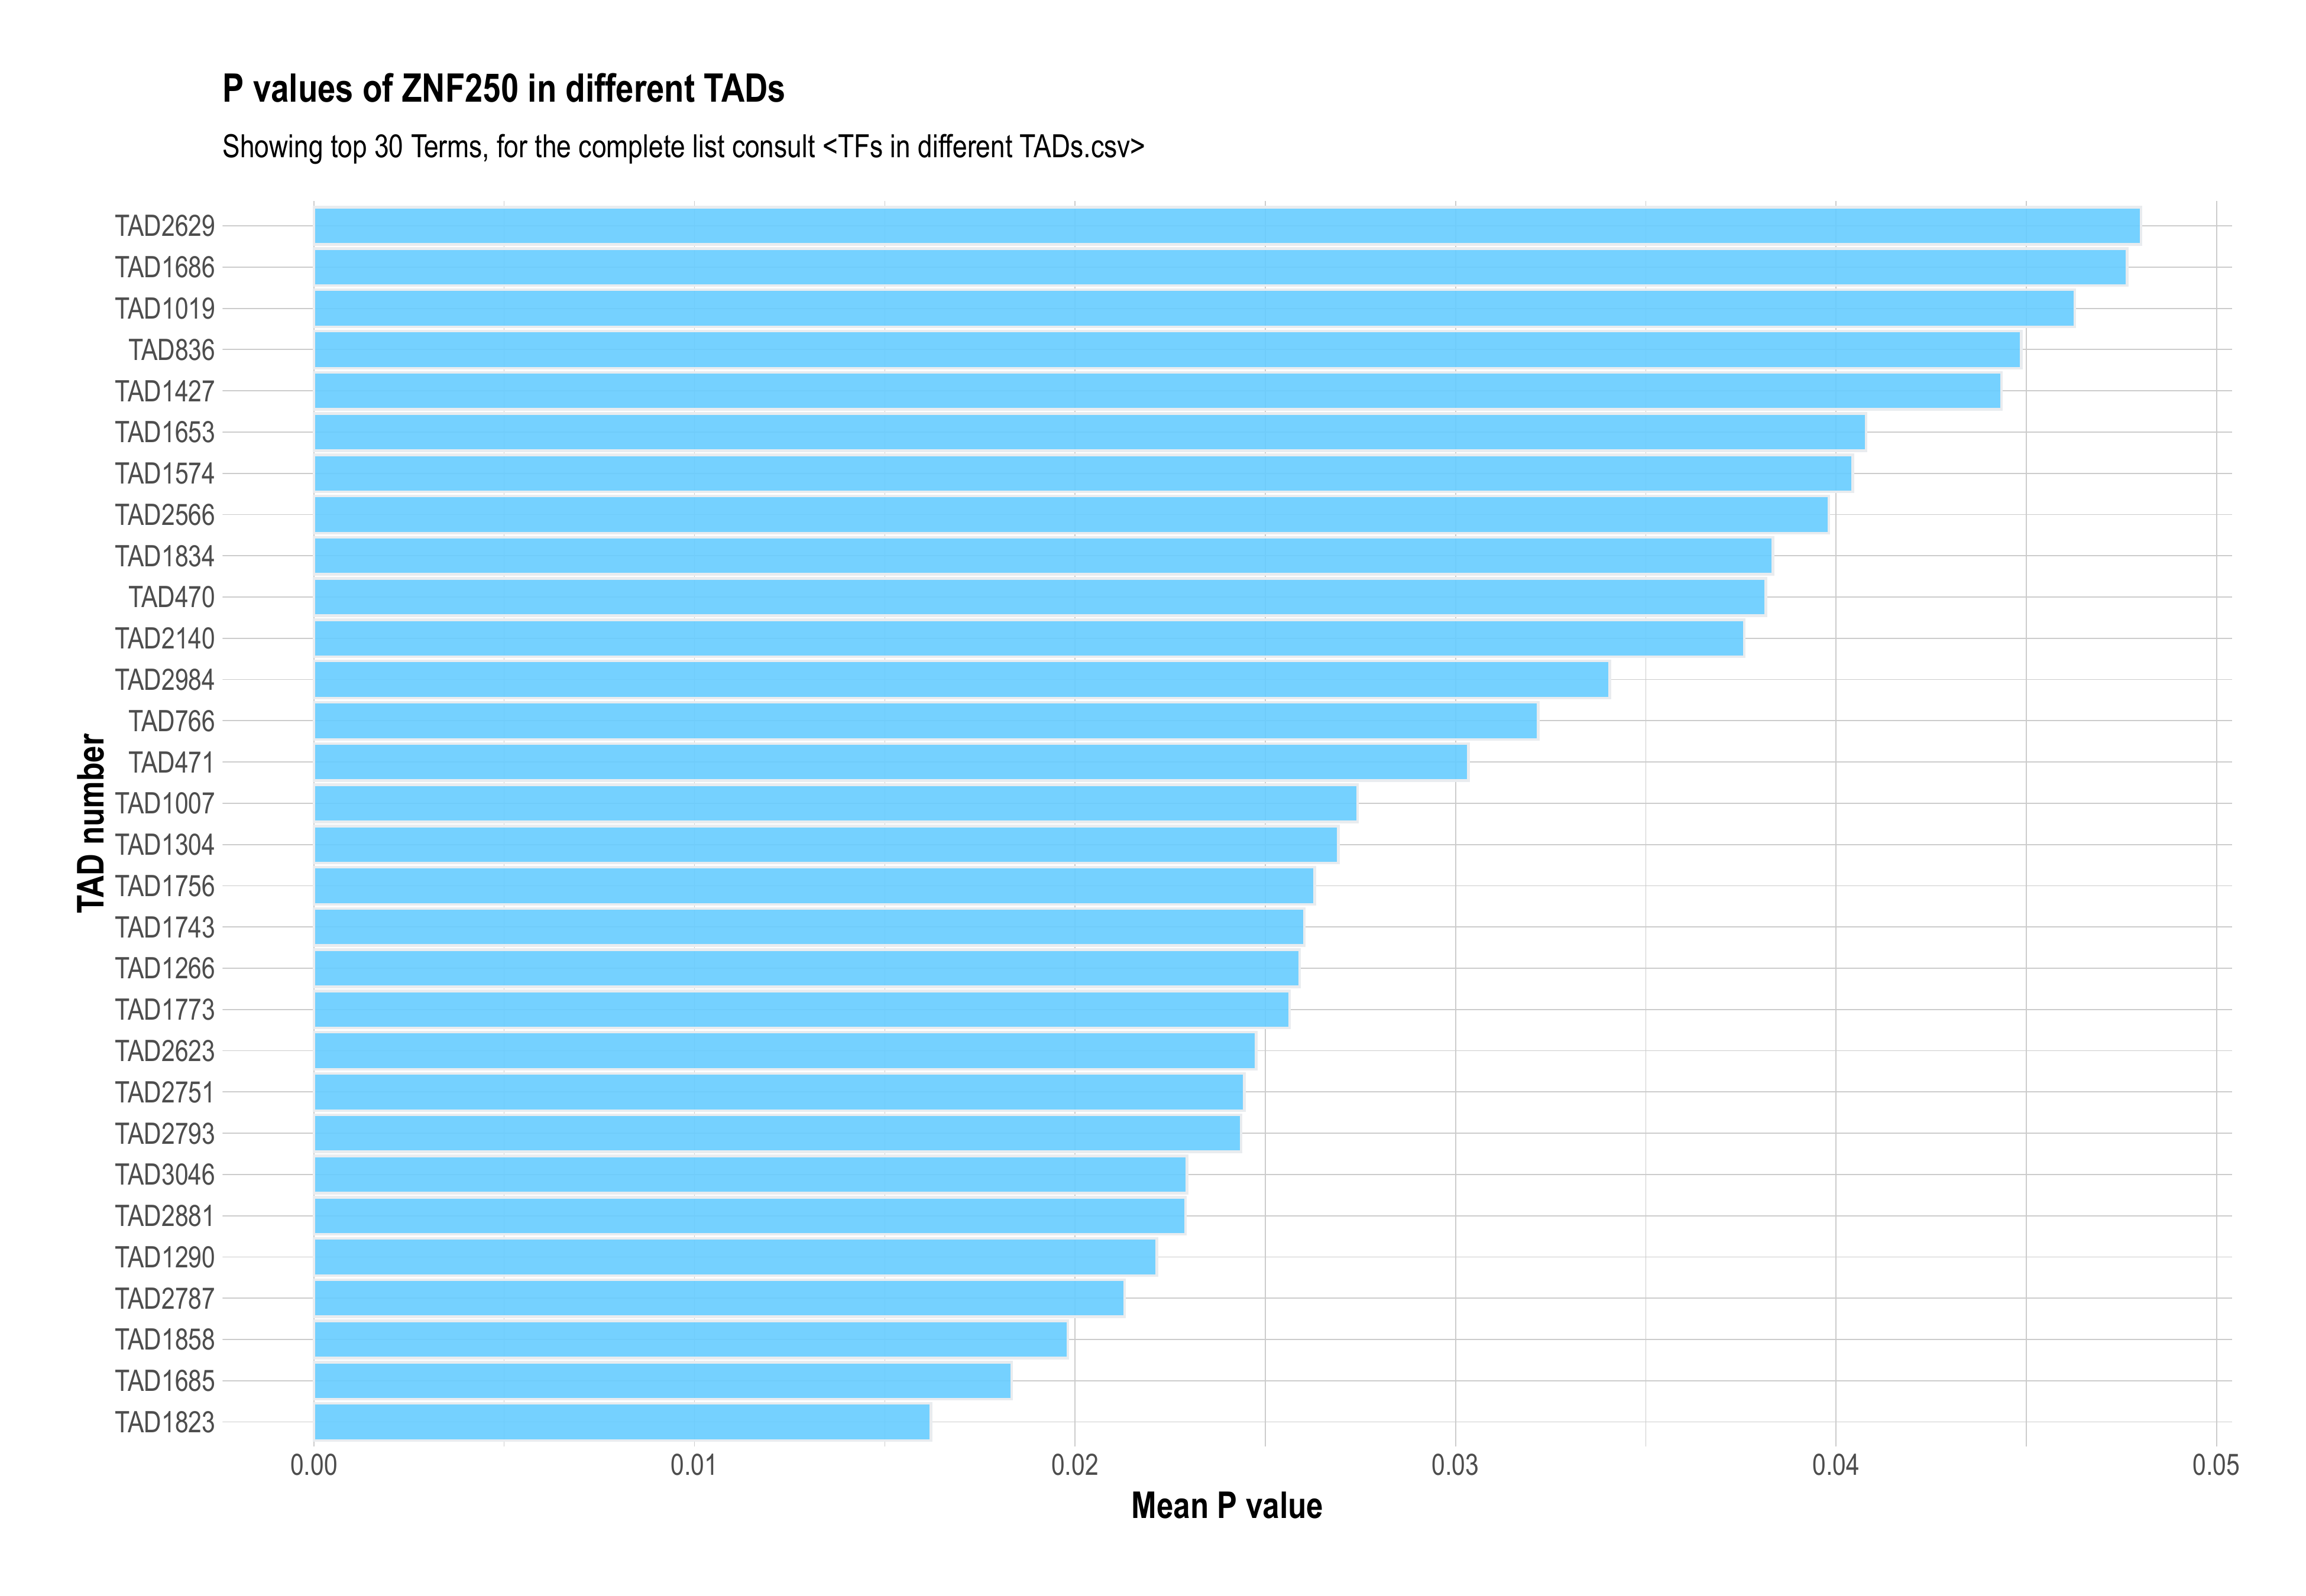 P values of ZNF250 in different TADs
Showing top 30 Terms, for the complete list consult <TFs in different TADs.csv>
TAD number
TAD2629
TAD1686
TAD1019
TAD836
TAD1427
TAD1653
TAD1574
TAD2566
TAD1834
TAD470
TAD2140
TAD2984
TAD766
TAD471
TAD1007
TAD1304
TAD1756
TAD1743
TAD1266
TAD1773
TAD2623
TAD2751
TAD2793
TAD3046
TAD2881
TAD1290
TAD2787
TAD1858
TAD1685
TAD1823
0.00 0.01 0.02 0.03 0.04 0.05
Mean P value